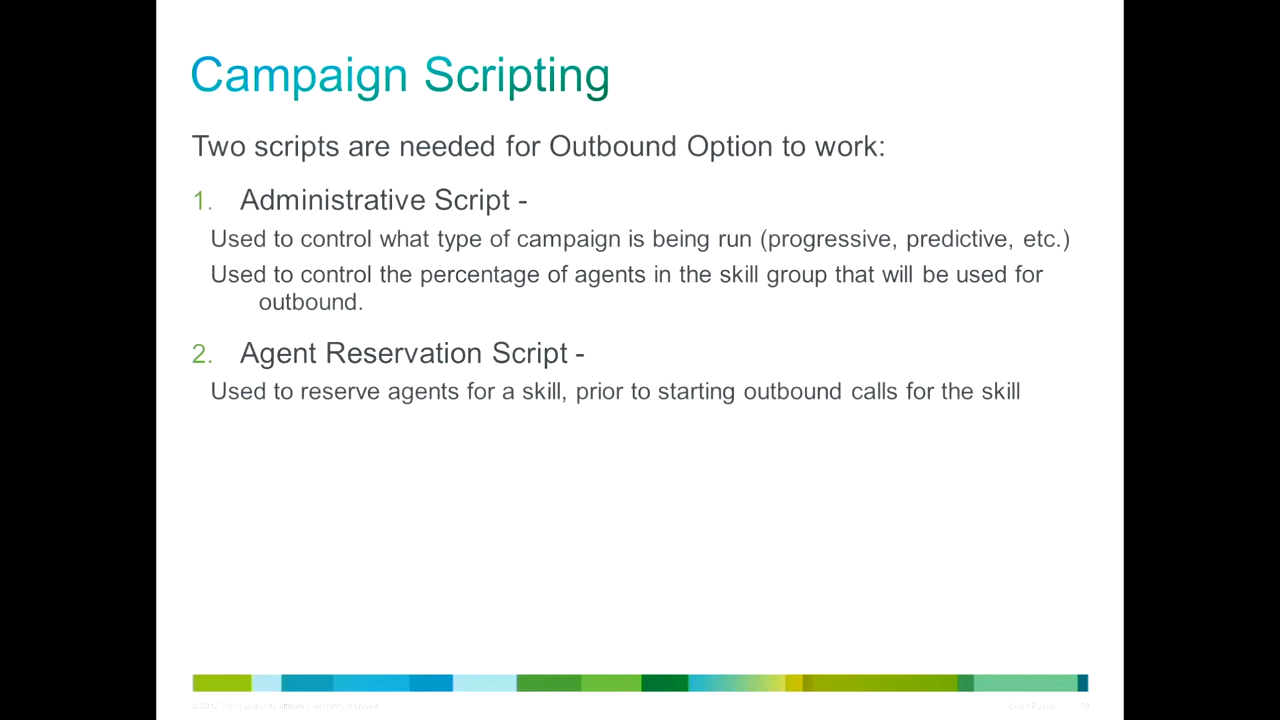 Campaign Scripting
Two scripts are needed for Outbound Option to work:
1. Administrative Script -
Used to control what type of campaign is being run (progressive, predictive, etc.)
Used to control the percentage of agents in the skill group that will be used for
outbound.
2. Agent Reservation Script -
Used to reserve agents for a skill, prior to starting outbound calls for the skill